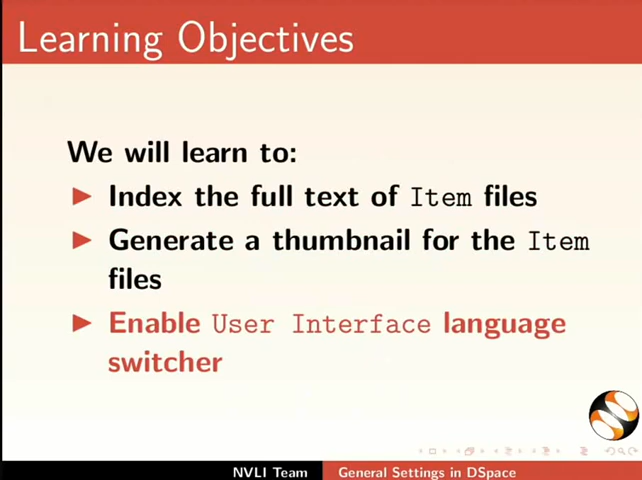 Learning Objectives
We will learn to:
Index the full text of Item files
Generate a thumbnail for the Item
files
Enable User Interface language
switcher
NVLI Team General Settings in DSpace